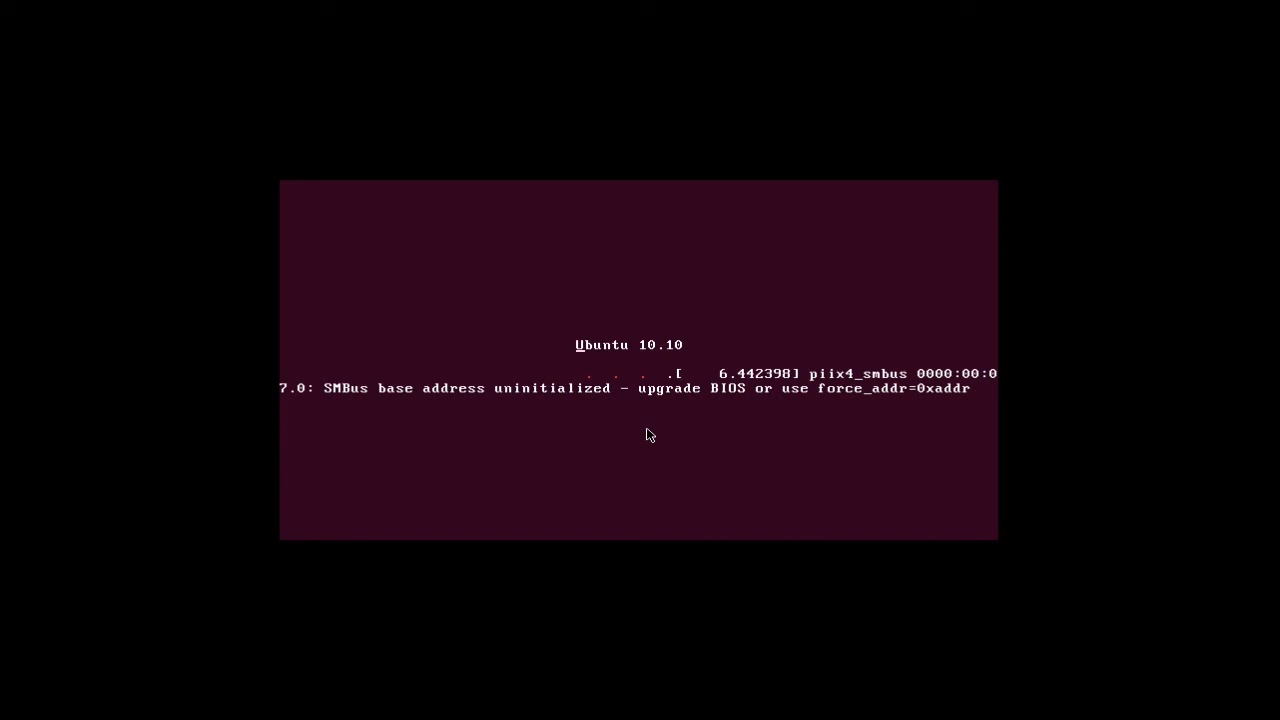 Ubuntu 10.10
. . . .[    6.442398] piix4_smbus 0000:00:0
7.0: SMBus base address uninitialized - upgrade BIOS or use force_addr=0xaddr